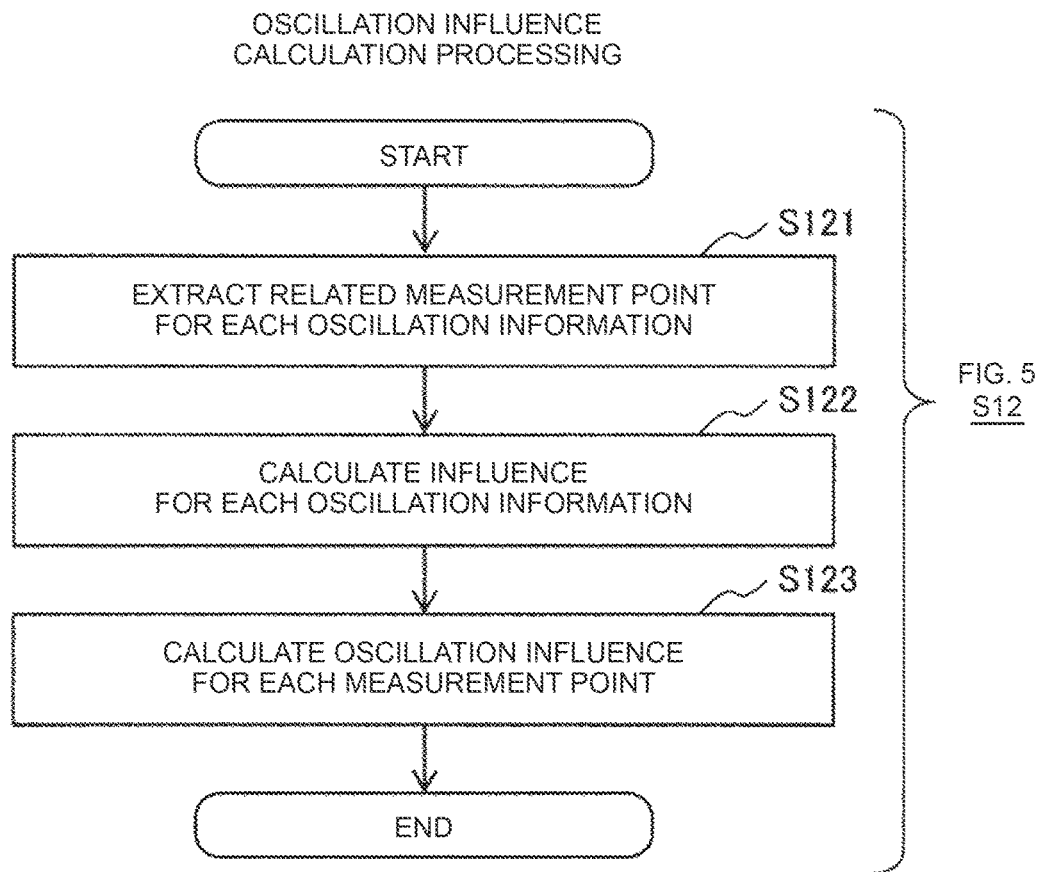 OSCILLATION INFLUENCE
CALCULATION PROCESSING
START
S121
EXTRACT RELATED MEASUREMENT POINT
FOR EACH OSCILLATION INFORMATION
S122
CALCULATE INFLUENCE
FOR EACH OSCILLATION INFORMATION
S123
CALCULATE OSCILLATION INFLUENCE
FOR EACH MEASUREMENT POINT
END
FIG. 5
S12